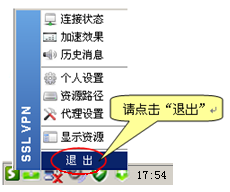 连接状态
加速效果
历史消息
个人设置
资源路径
代理设置
显示资源
退出
SSL VPN
请点击“退出”
17:54